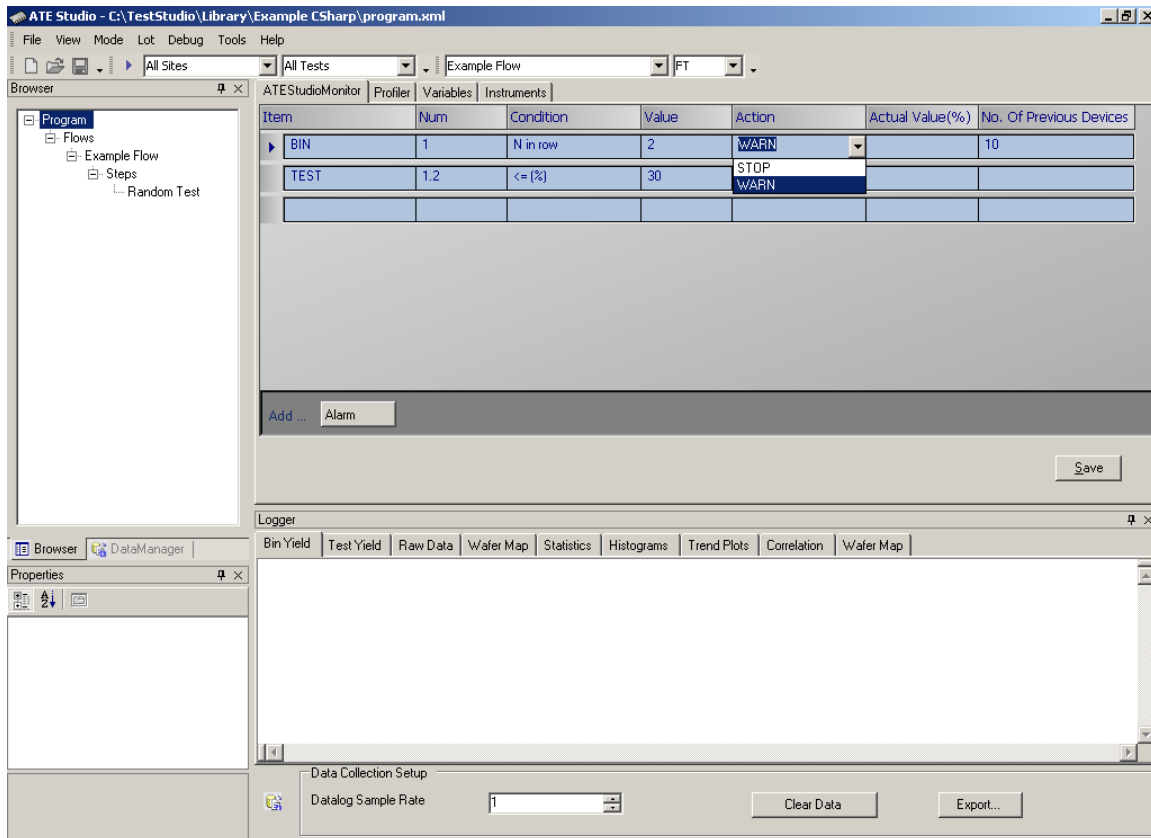 ATE Studio - C:\TestStudio\Library\Example CSharp\program.xml
File View Mode Lot Debug Tools Help
All Sites All Tests Example Flow FT
Browser
Program
Flows
Example Flow
Steps
Random Test
Browser DataManager
Properties
ATEStudioMonitor Profiler Variables Instruments
Item Num Condition Value Action Actual Value(%) No. Of Previous Devices
BIN 1 N in row 2 WARN 10
STOP
WARN
TEST 1.2 <= (%) 30
Add ... Alarm
Save
Logger
Bin Yield Test Yield Raw Data Wafer Map Statistics Histograms Trend Plots Correlation Wafer Map
Data Collection Setup
Datalog Sample Rate 1 Clear Data Export...